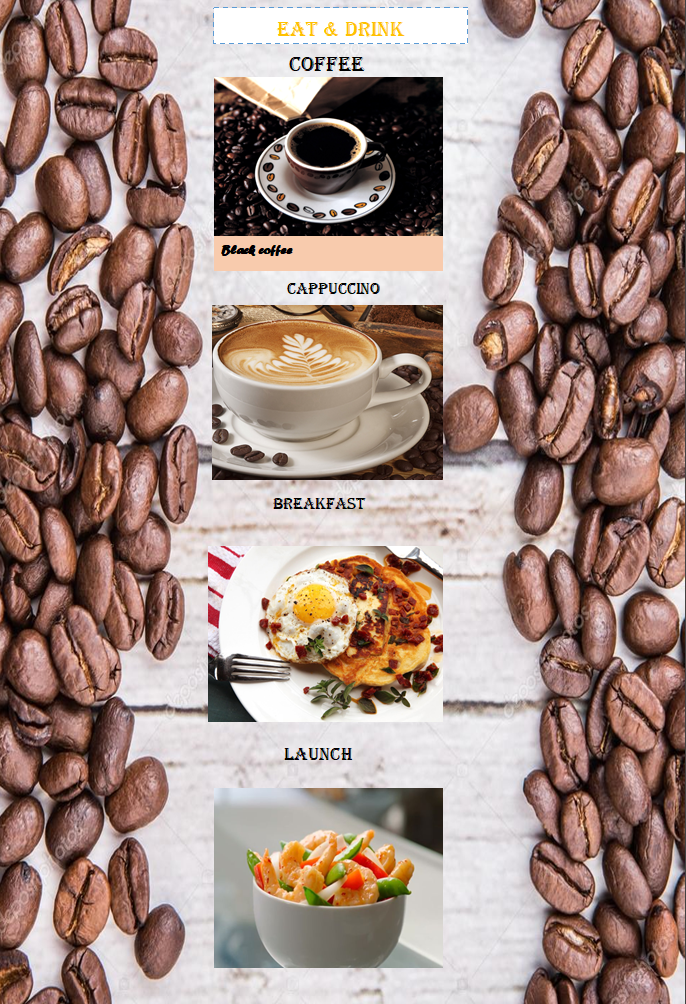 EAT & DRINK
COFFEE
Black coffee
CAPPUCCINO
BREAKFAST
LAUNCH